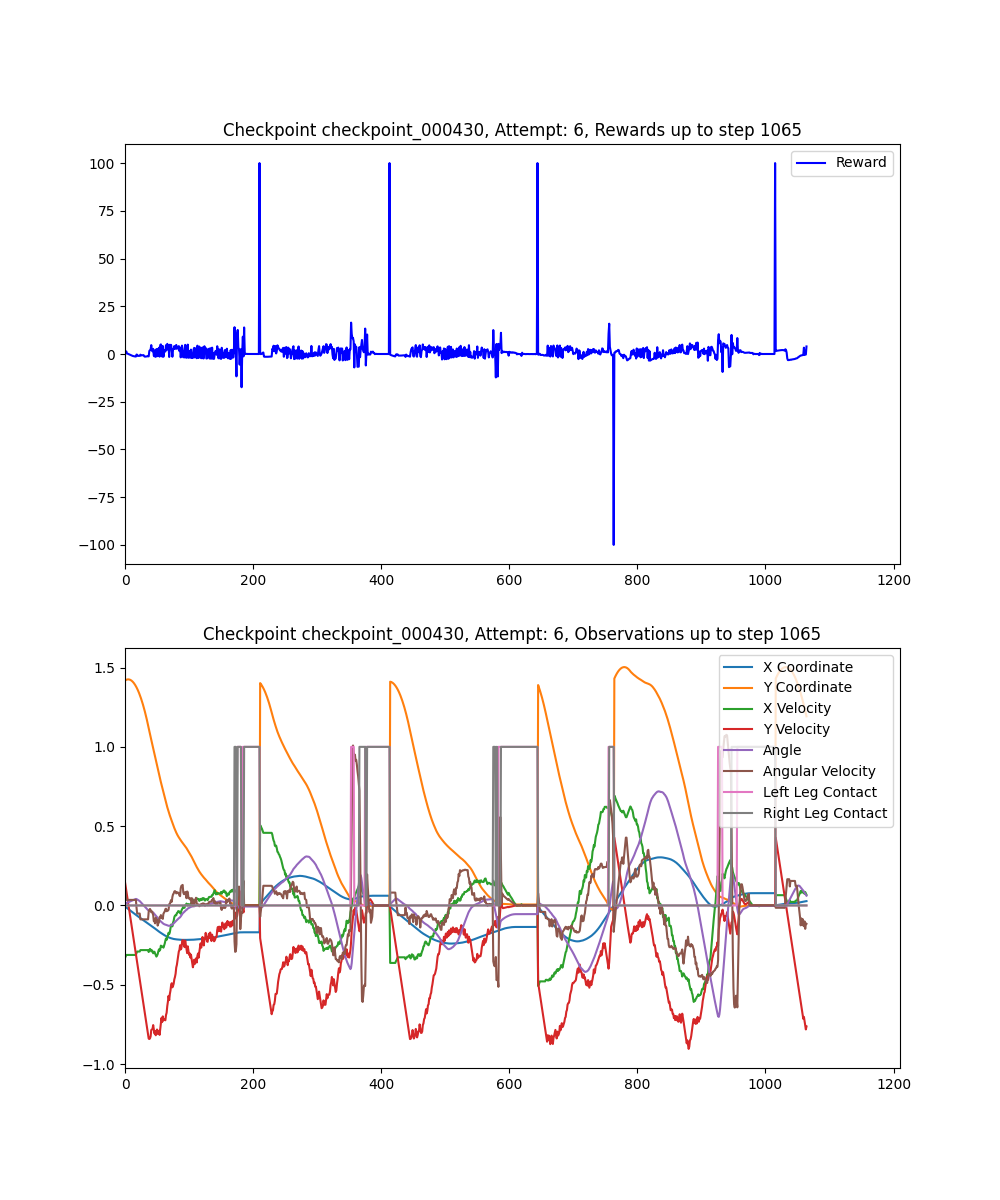 Checkpoint checkpoint_000430, Attempt: 6, Rewards up to step 1065
Reward
100
75
50
25
0
−25
−50
−75
−100
0 200 400 600 800 1000 1200
Checkpoint checkpoint_000430, Attempt: 6, Observations up to step 1065
X Coordinate
Y Coordinate
X Velocity
Y Velocity
Angle
Angular Velocity
Left Leg Contact
Right Leg Contact
1.5
1.0
0.5
0.0
−0.5
−1.0
0 200 400 600 800 1000 1200